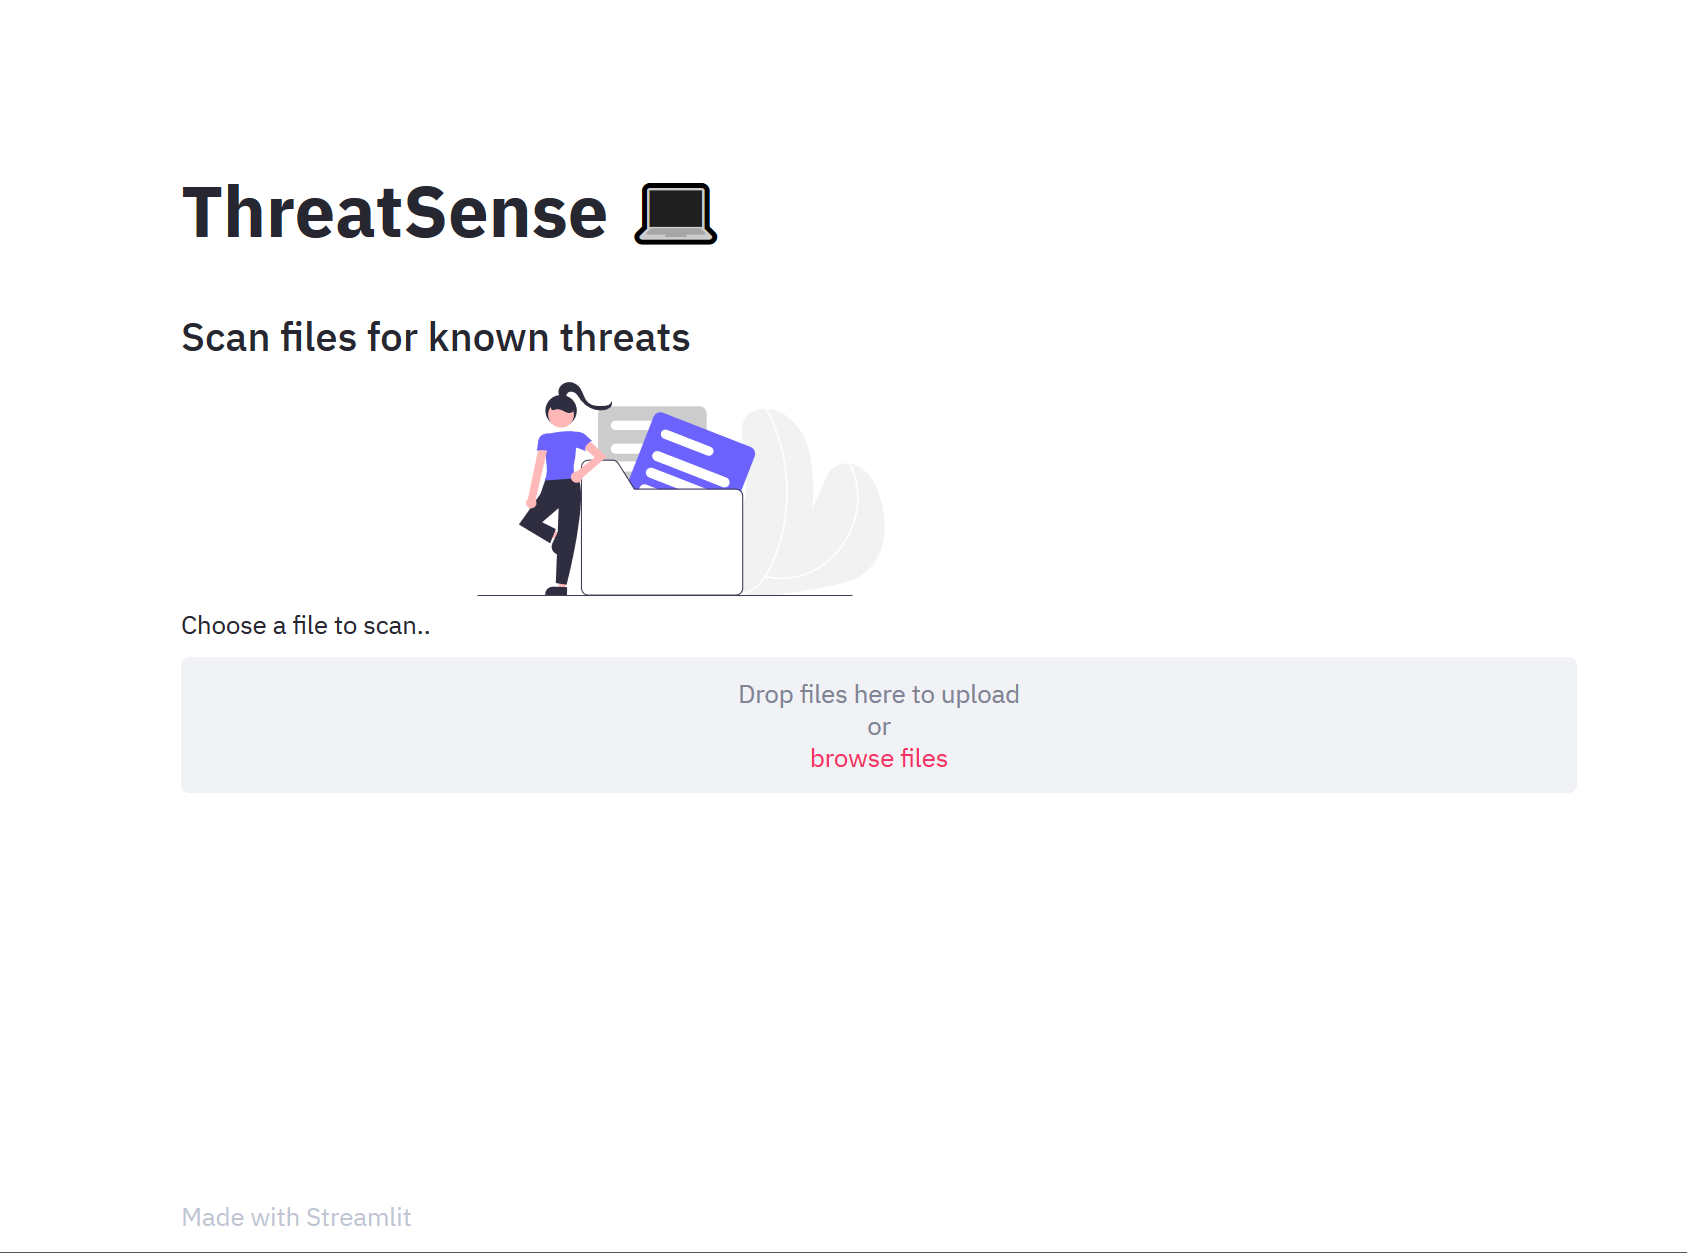 ThreatSense 💻
Scan files for known threats
Choose a file to scan..
Drop files here to upload
or
browse files
Made with Streamlit